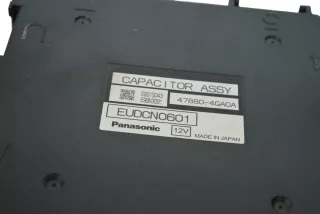 CAPACITOR ASSY
47880-4GA0A
EUDCN0601
Panasonic 12V MADE IN JAPAN